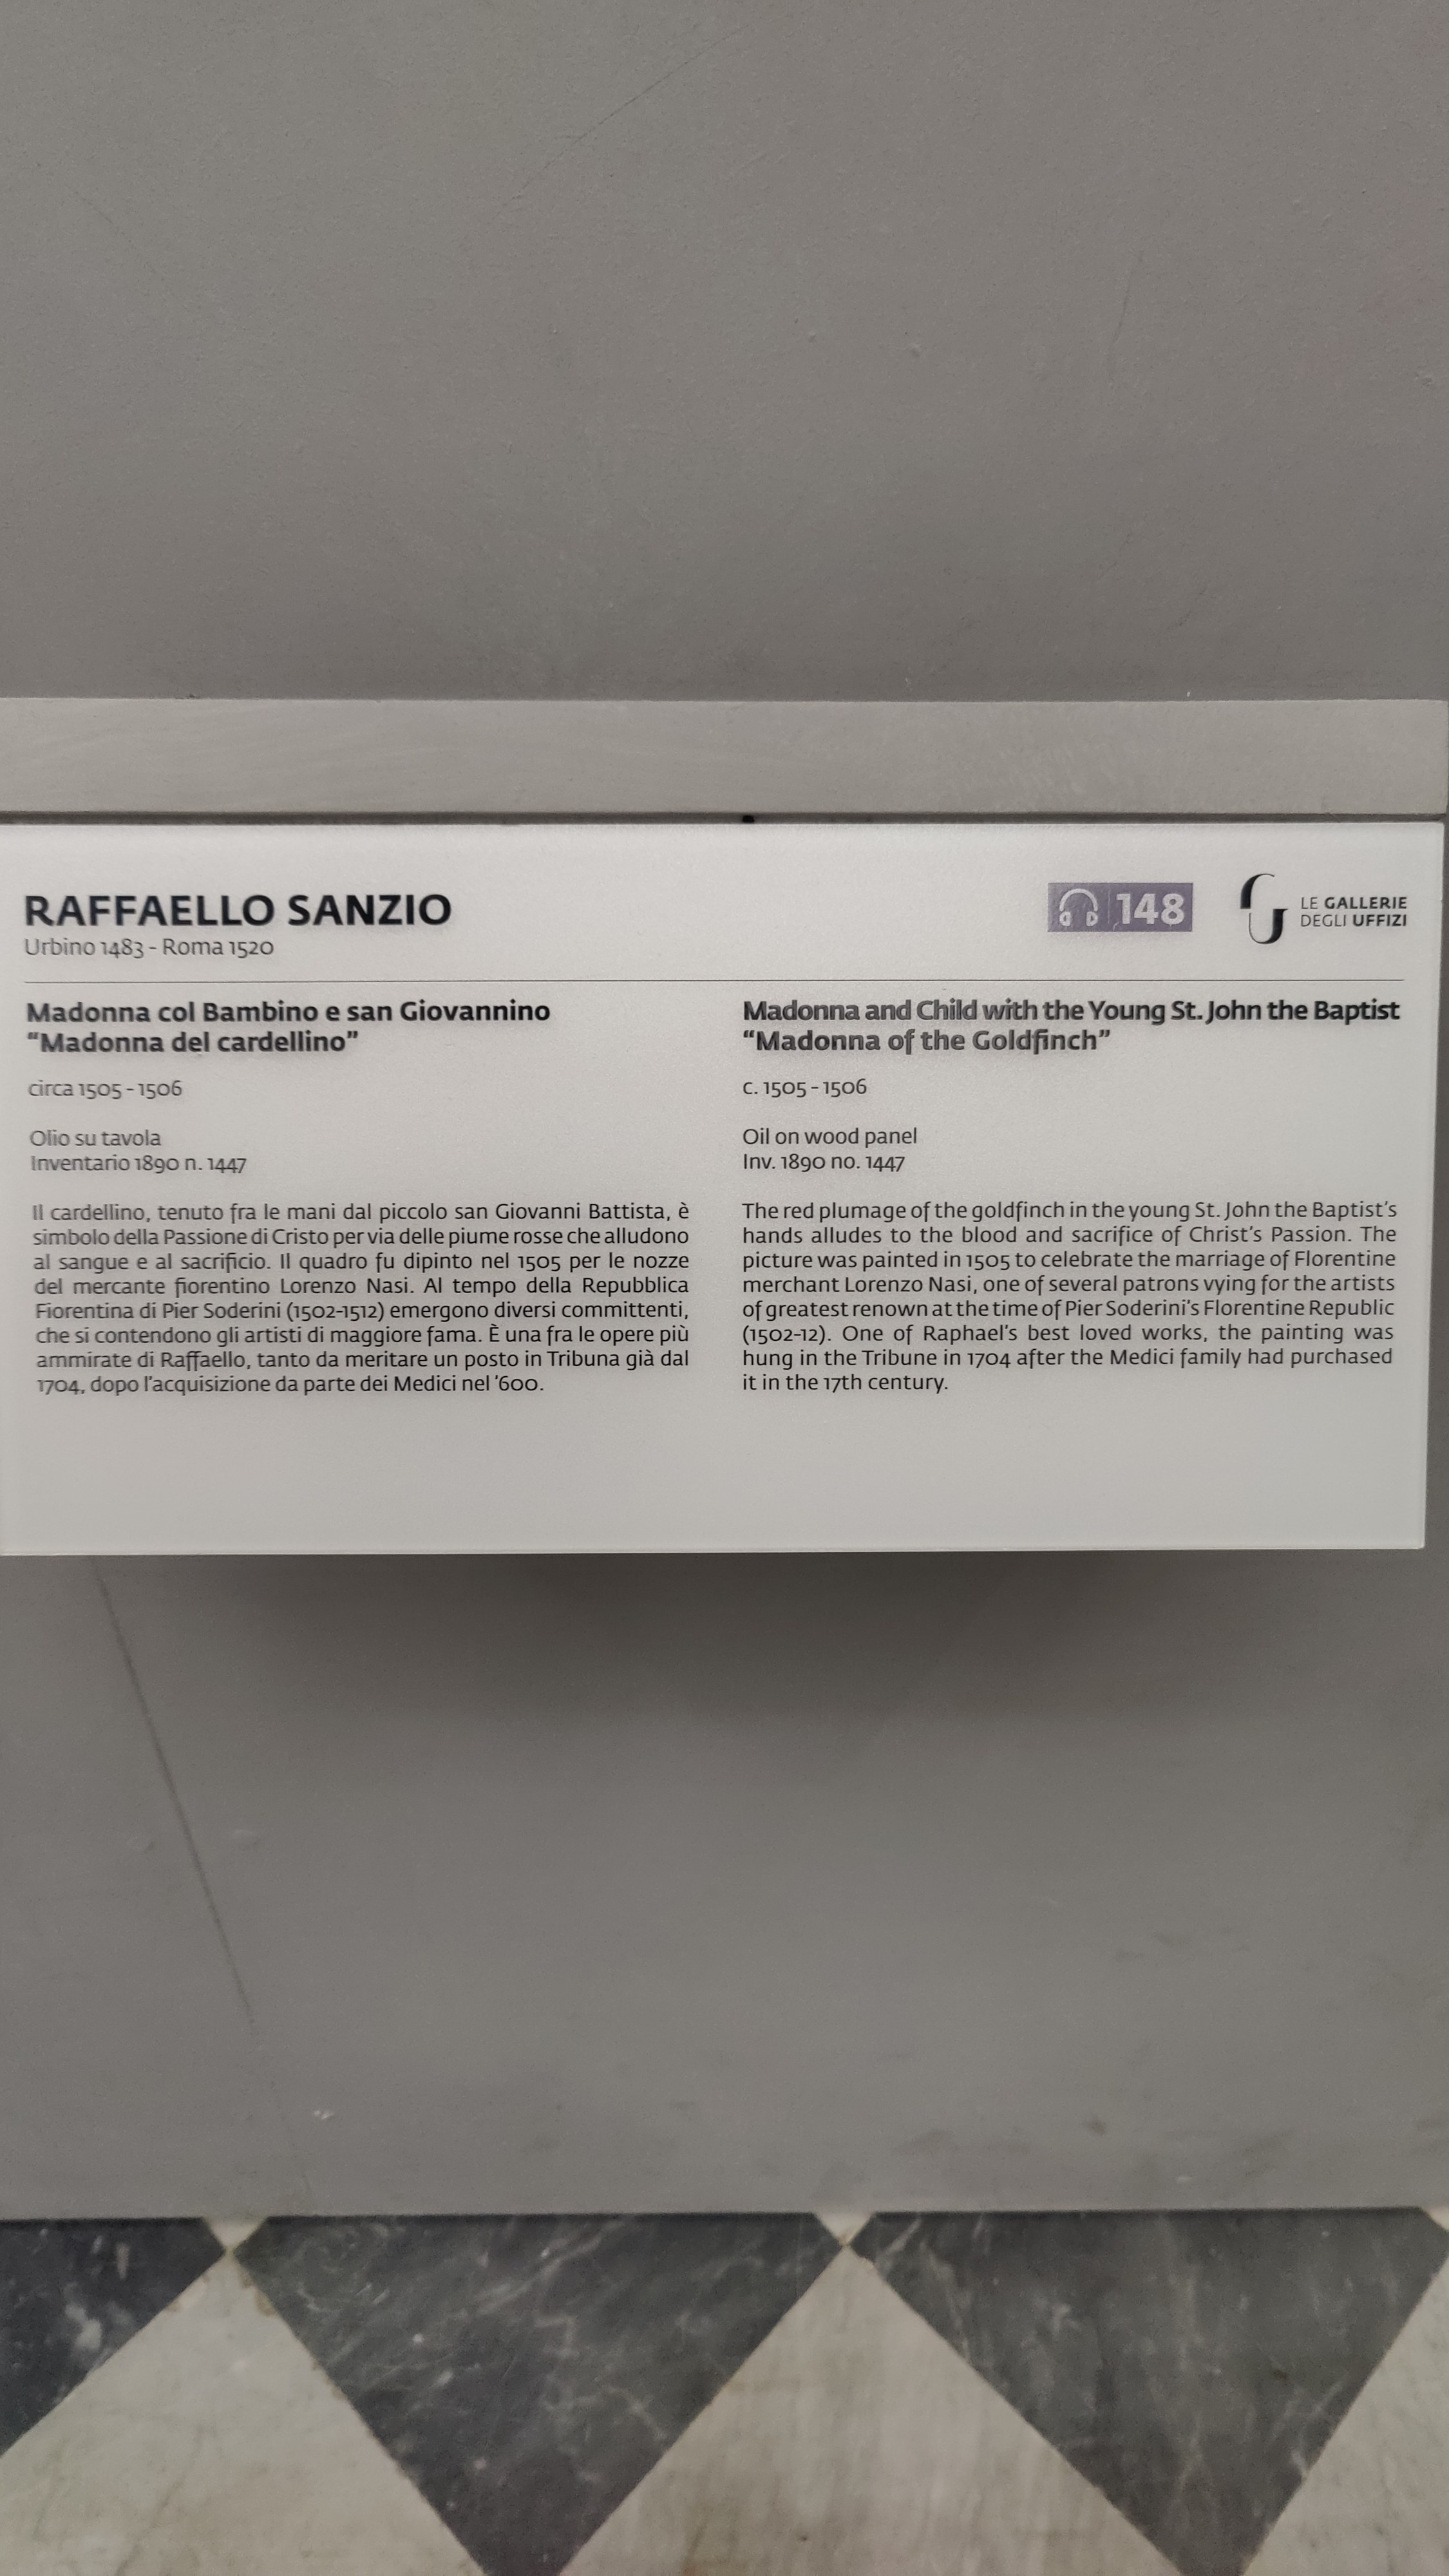 RAFFAELLO SANZIO
Urbino 1483 - Roma 1520
148
LE GALLERIE
DEGLI UFFIZI
Madonna col Bambino e san Giovannino
“Madonna del cardellino”
circa 1505 - 1506
Olio su tavola
Inventario 1890 n. 1447
Il cardellino, tenuto fra le mani dal piccolo san Giovanni Battista, è
simbolo della Passione di Cristo per via delle piume rosse che alludono
al sangue e al sacrificio. Il quadro fu dipinto nel 1505 per le nozze
del mercante fiorentino Lorenzo Nasi. Al tempo della Repubblica
Fiorentina di Pier Soderini (1502-1512) emergono diversi committenti,
che si contendono gli artisti di maggiore fama. È una fra le opere più
ammirate di Raffaello, tanto da meritare un posto in Tribuna già dal
1704, dopo l'acquisizione da parte dei Medici nel '600.
Madonna and Child with the Young St. John the Baptist
“Madonna of the Goldfinch”
c. 1505 - 1506
Oil on wood panel
Inv. 1890 no. 1447
The red plumage of the goldfinch in the young St. John the Baptist's
hands alludes to the blood and sacrifice of Christ's Passion. The
picture was painted in 1505 to celebrate the marriage of Florentine
merchant Lorenzo Nasi, one of several patrons vying for the artists
of greatest renown at the time of Pier Soderini's Florentine Republic
(1502-12). One of Raphael's best loved works, the painting was
hung in the Tribune in 1704 after the Medici family had purchased
it in the 17th century.